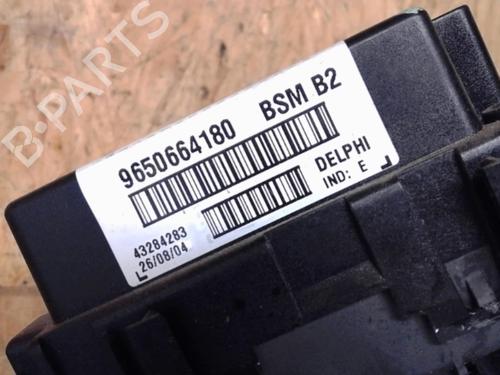 B-PARTS
9650664180 BSM B2
DELPHI
IND: E
43284283
26/08/04